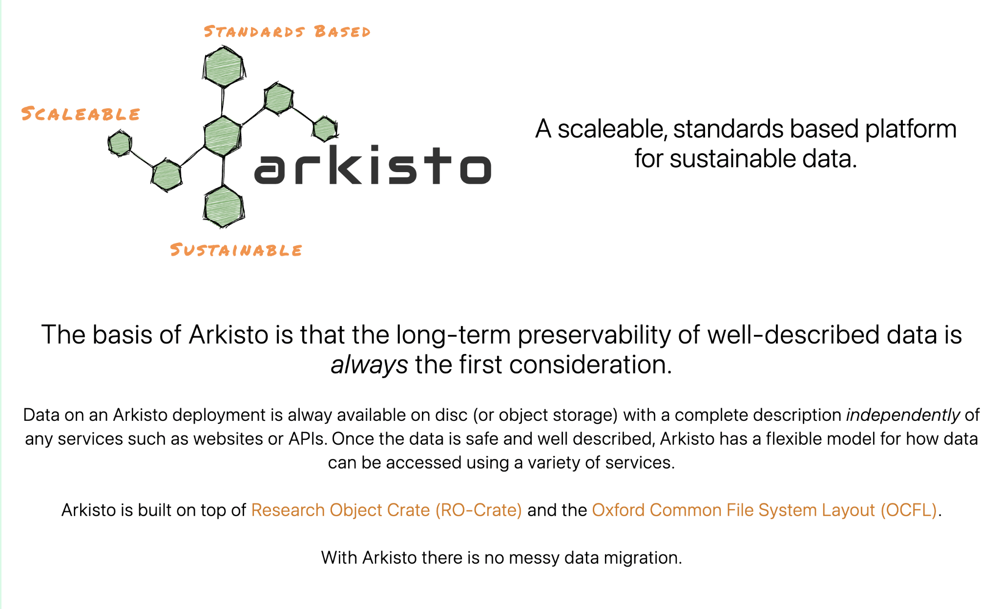 Standards Based
Scaleable
arkisto
Sustainable
A scaleable, standards based platform
for sustainable data.
The basis of Arkisto is that the long-term preservability of well-described data is
always the first consideration.
Data on an Arkisto deployment is alway available on disc (or object storage) with a complete description independently of
any services such as websites or APIs. Once the data is safe and well described, Arkisto has a flexible model for how data
can be accessed using a variety of services.
Arkisto is built on top of Research Object Crate (RO-Crate) and the Oxford Common File System Layout (OCFL).
With Arkisto there is no messy data migration.